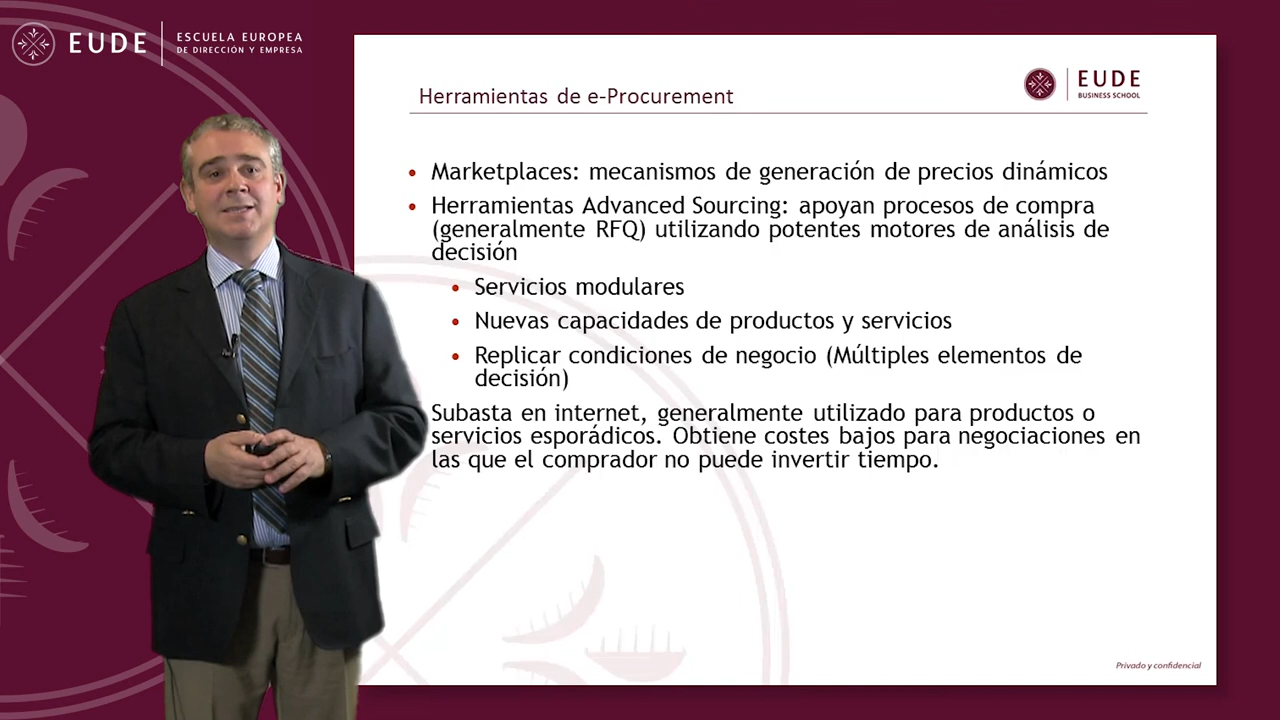 EUDE
ESCUELA EUROPEA
DE DIRECCIÓN Y EMPRESA
EUDE
BUSINESS SCHOOL
Herramientas de e-Procurement
• Marketplaces: mecanismos de generación de precios dinámicos
• Herramientas Advanced Sourcing: apoyan procesos de compra
(generalmente RFQ) utilizando potentes motores de análisis de
decisión
• Servicios modulares
• Nuevas capacidades de productos y servicios
• Replicar condiciones de negocio (Múltiples elementos de
decisión)
Subasta en internet, generalmente utilizado para productos o
servicios esporádicos. Obtiene costes bajos para negociaciones en
las que el comprador no puede invertir tiempo.
Privado y confidencial